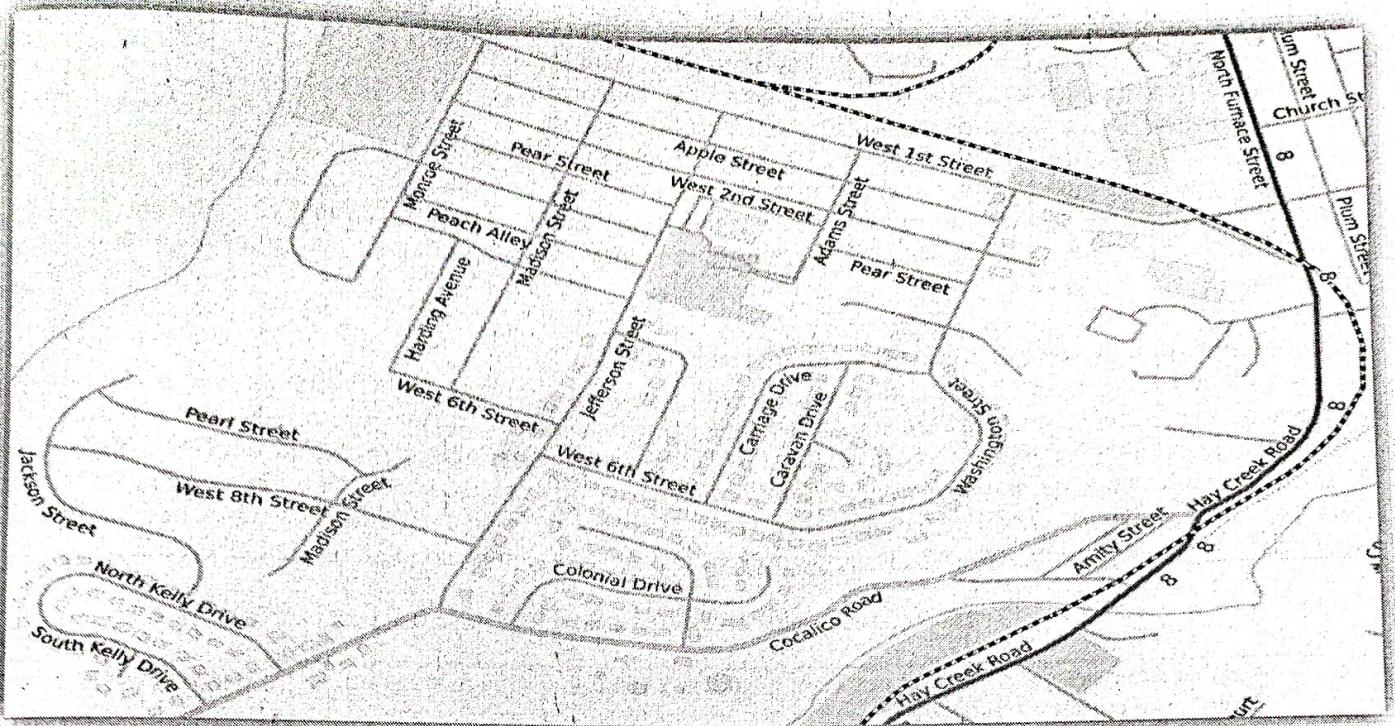 North Furnace Street
Church St
8
Plum Street
West 1st Street
Apple Street
Pear Street
Monroe Street
West 2nd Street
Adams Street
Madison Street
Peach Alley
Pear Street
8
Harding Avenue
Jefferson Street
West 6th Street
Carriage Drive
Caravan Drive
Washington Street
8
Pearl Street
West 6th Street
Hay Creek Road
Jackson Street
West 8th Street
Madison Street
Amity Street
8
8
North Kelly Drive
Colonial Drive
Cocalico Road
South Kelly Drive
Hay Creek Road